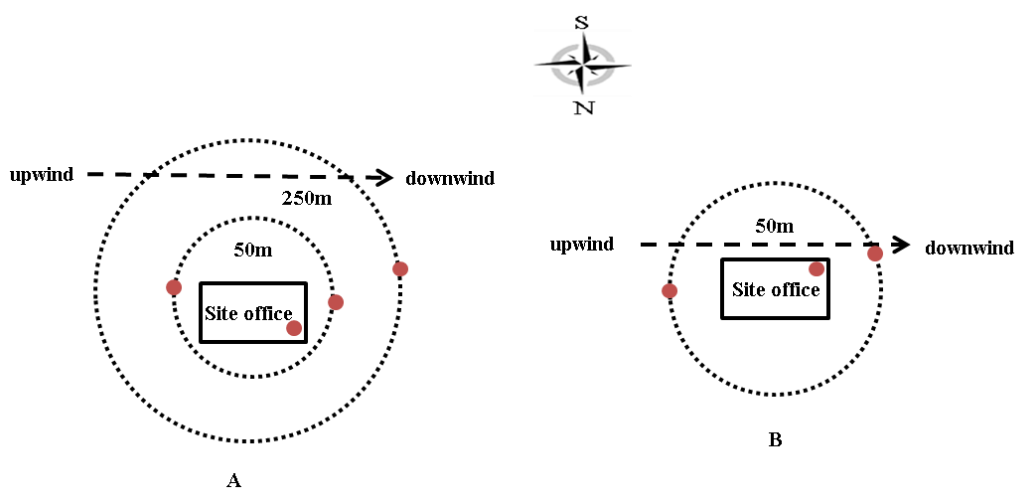 S
N
upwind
downwind
250m
50m
Site office
A
upwind
50m
downwind
Site office
B